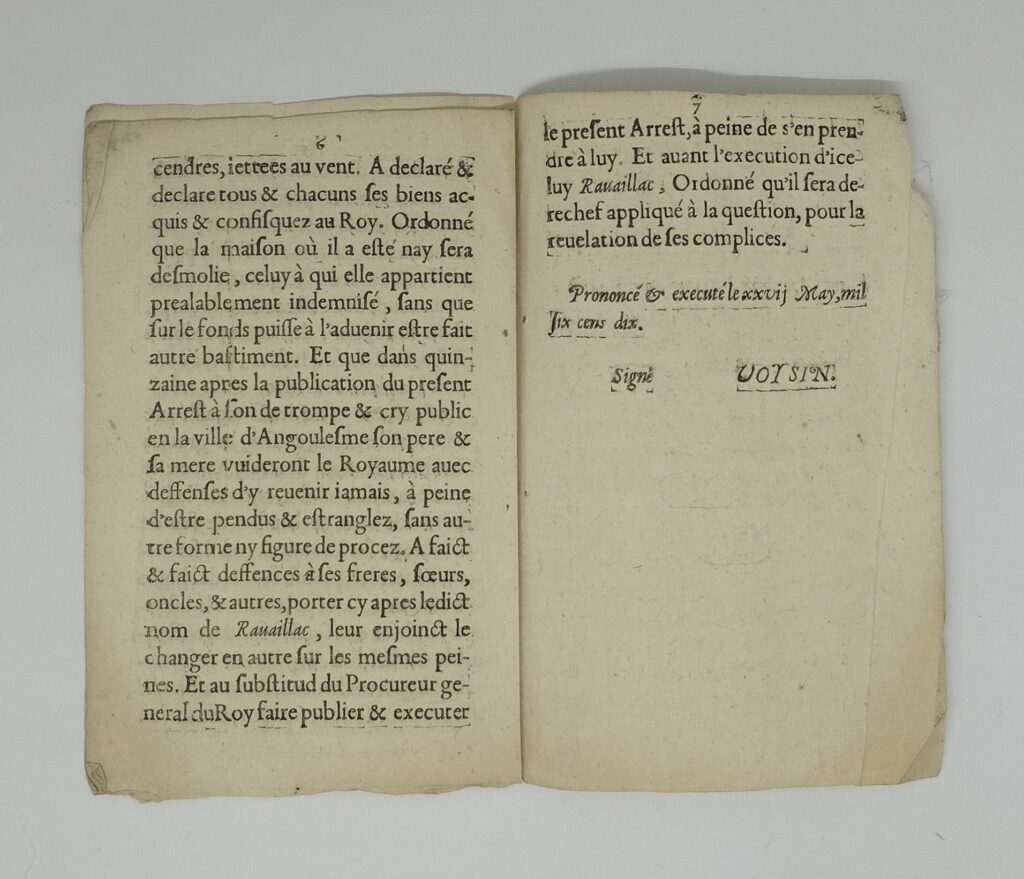 6
cendres, iettees au vent. A declaré &
declare tous & chacuns ſes biens ac-
quis & confiſquez au Roy. Ordonné
que la maiſon où il a eſté nay ſera
deſmolie, celuy à qui elle appartient
prealablement indemniſé, ſans que
ſur le fonds puiſſe à l'aduenir eſtre fait
autre baſtiment. Et que dans quin-
zaine apres la publication du preſent
Arreſt à ſon de trompe & cry public
en la ville d'Angouleſme ſon pere &
ſa mere vuideront le Royaume auec
deffenſes d'y reuenir iamais, à peine
d'eſtre pendus & eſtranglez, ſans au-
tre forme ny figure de procez. A faict
& faict deffences à ſes freres, ſœurs,
oncles, & autres, porter cy apres ledict
nom de Rauaillac, leur enjoinct le
changer en autre ſur les meſmes pei-
nes. Et au ſubſtitud du Procureur ge-
neral du Roy faire publier & executer
7
le preſent Arreſt, à peine de s'en pren-
dre à luy. Et auant l'execution d'ice-
luy Rauaillac, Ordonné qu'il ſera de-
rechef appliqué à la queſtion, pour la
reuelation de ſes complices.
Prononcé & executé le xxvij May, mil
ſix cens dix.
Signé VOYSIN.